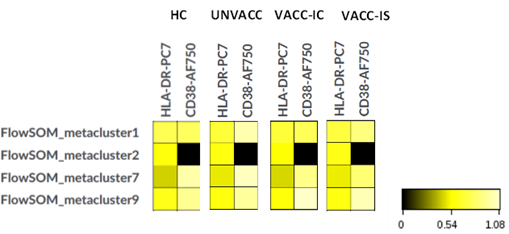 HC UNVACC VACC-IC VACC-IS
HLA-DR-PC7 CD38-AF750 HLA-DR-PC7 CD38-AF750 HLA-DR-PC7 CD38-AF750 HLA-DR-PC7 CD38-AF750
FlowSOM_metacluster1
FlowSOM_metacluster2
FlowSOM_metacluster7
FlowSOM_metacluster9
0 0.54 1.08